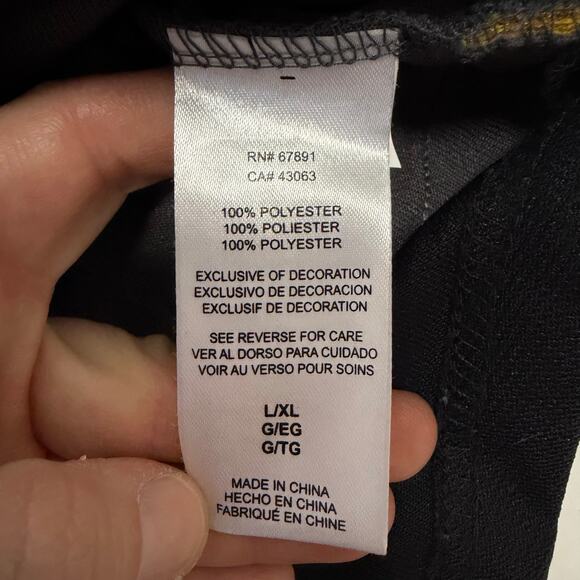 RN# 67891
CA# 43063
100% POLYESTER
100% POLIESTER
100% POLYESTER
EXCLUSIVE OF DECORATION
EXCLUSIVO DE DECORACION
EXCLUSIF DE DECORATION
SEE REVERSE FOR CARE
VER AL DORSO PARA CUIDADO
VOIR AU VERSO POUR SOINS
L/XL
G/EG
G/TG
MADE IN CHINA
HECHO EN CHINA
FABRIQUÉ EN CHINE